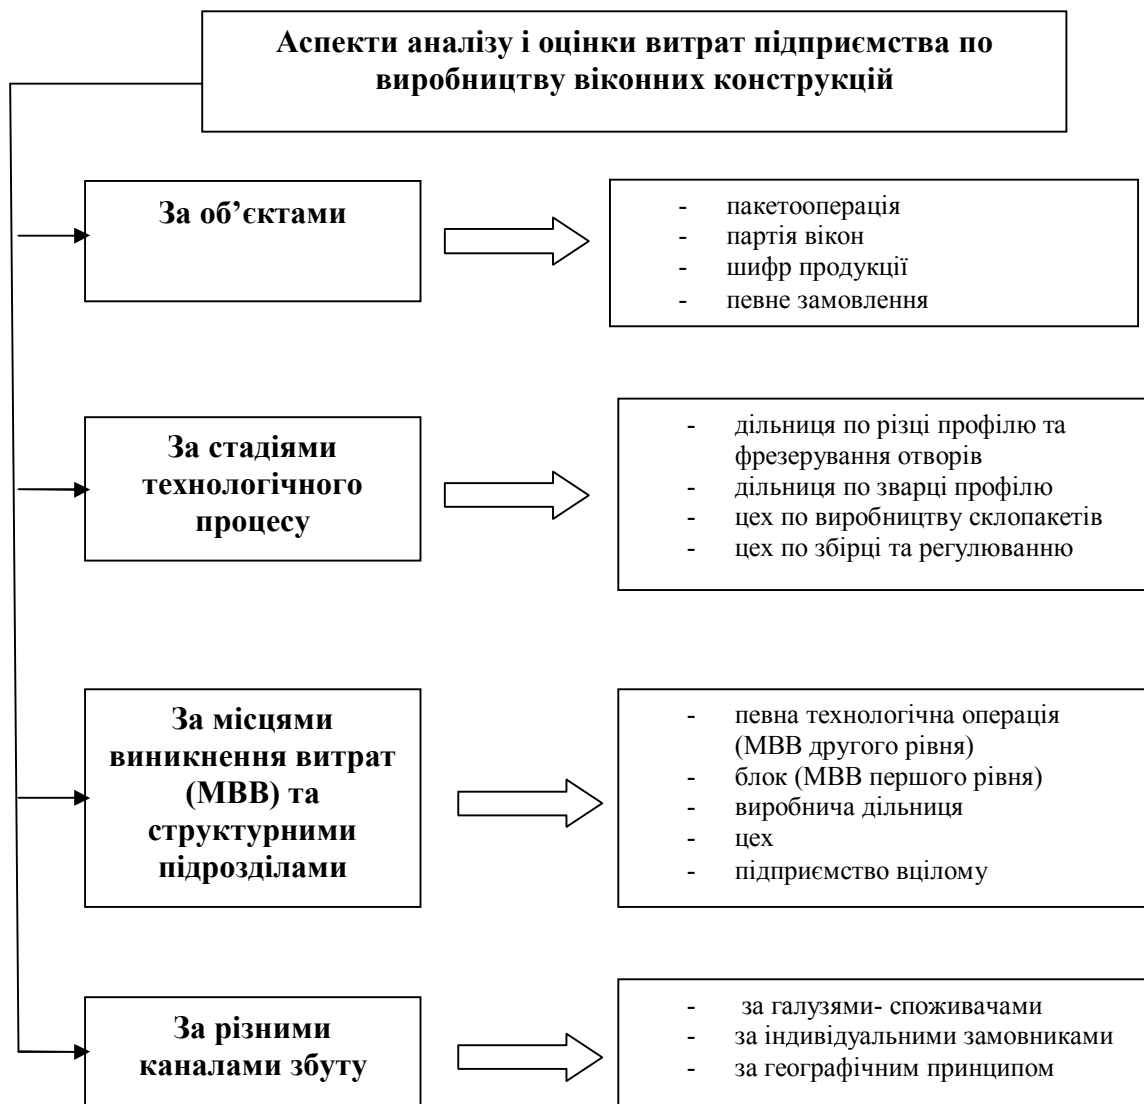 Аспекти аналізу і оцінки витрат підприємства по
виробництву віконних конструкцій
За об’єктами
- пакетооперація
- партія вікон
- шифр продукції
- певне замовлення
За стадіями
технологічного
процесу
- дільниця по різці профілю та
фрезерування отворів
- дільниця по зварці профілю
- цех по виробництву склопакетів
- цех по збірці та регулюванню
За місцями
виникнення витрат
(МВВ) та
структурними
підрозділами
- певна технологічна операція
(МВВ другого рівня)
- блок (МВВ першого рівня)
- виробнича дільниця
- цех
- підприємство вцілому
За різними
каналами збуту
- за галузями- споживачами
- за індивідуальними замовниками
- за географічним принципом